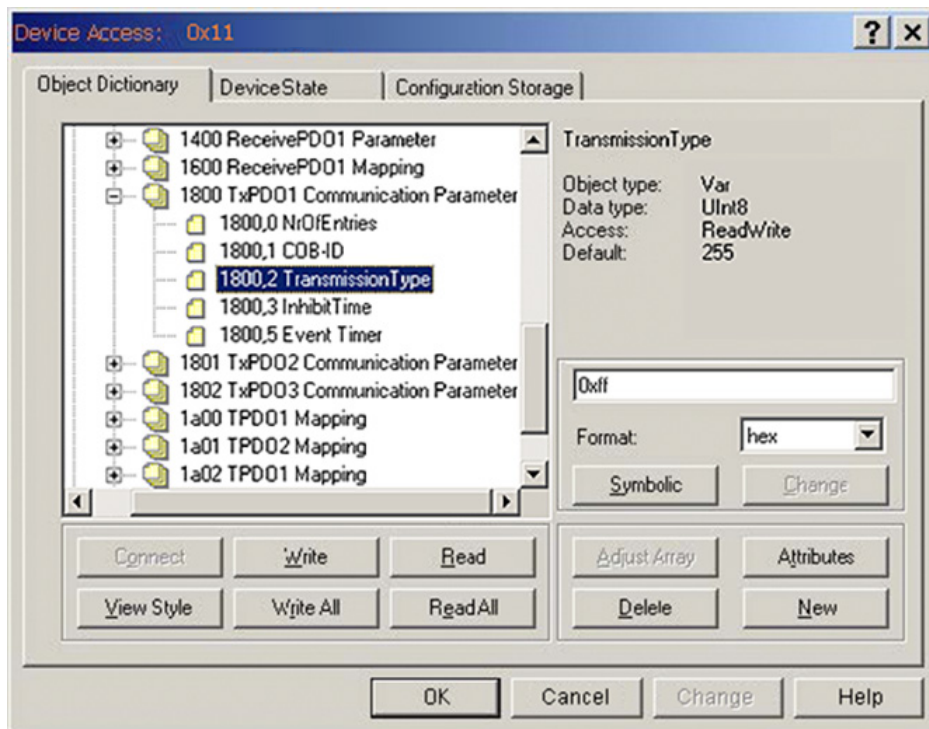 Device Access: 0x11
? ×
Object Dictionary
DeviceState
Configuration Storage
1400 ReceivePDO1 Parameter
1600 ReceivePDO1 Mapping
1800 TxPDO1 Communication Parameter
1800,0 NrOfEntries
1800,1 COB-ID
1800,2 TransmissionType
1800,3 InhibitTime
1800,5 Event Timer
1801 TxPDO2 Communication Parameter
1802 TxPDO3 Communication Parameter
1a00 TPDO1 Mapping
1a01 TPDO2 Mapping
1a02 TPDO1 Mapping
TransmissionType
Object type: Var
Data type: UInt8
Access: ReadWrite
Default: 255
0xff
Format: hex
Symbolic
Change
Connect
Write
Read
View Style
Write All
Read All
Adjust Array
Attributes
Delete
New
OK
Cancel
Change
Help